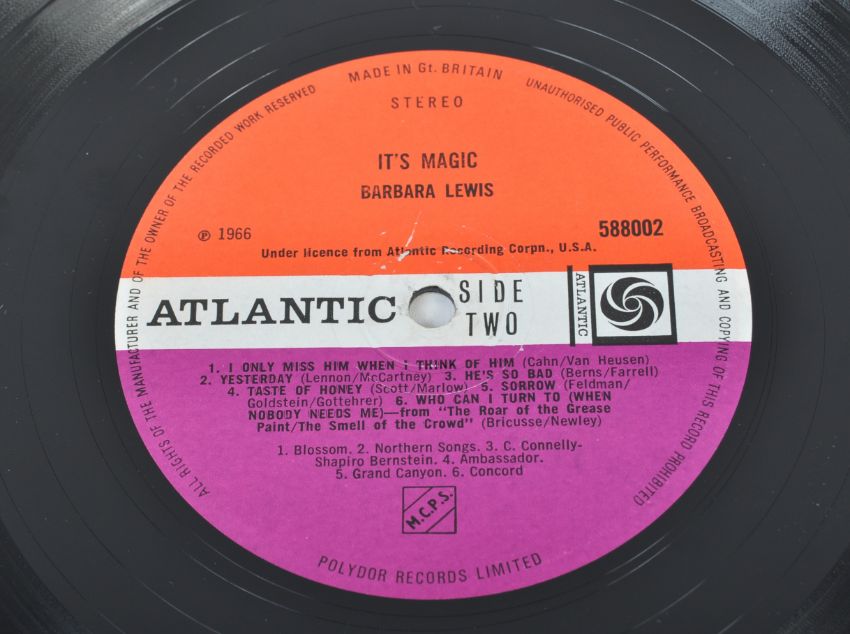 MADE IN Gt. BRITAIN
UNAUTHORISED PUBLIC PERFORMANCE BROADCASTING AND COPYING OF THIS RECORD PROHIBITED
ALL RIGHTS OF THE MANUFACTURER AND OF THE OWNER OF THE RECORDED WORK RESERVED
STEREO
IT'S MAGIC
BARBARA LEWIS
℗ 1966
588002
Under licence from Atlantic Recording Corpn., U.S.A.
ATLANTIC
SIDE
TWO
ATLANTIC
1. I ONLY MISS HIM WHEN I THINK OF HIM (Cahn/Van Heusen)
2. YESTERDAY (Lennon/McCartney) 3. HE'S SO BAD (Berns/Farrell)
4. TASTE OF HONEY (Scott/Marlow) 5. SORROW (Feldman/
Goldstein/Gottehrer) 6. WHO CAN I TURN TO (WHEN
NOBODY NEEDS ME)—from "The Roar of the Grease
Paint/The Smell of the Crowd" (Bricusse/Newley)
1. Blossom. 2. Northern Songs. 3. C. Connelly-
Shapiro Bernstein. 4. Ambassador.
5. Grand Canyon. 6. Concord
M.C.P.S.
POLYDOR RECORDS LIMITED